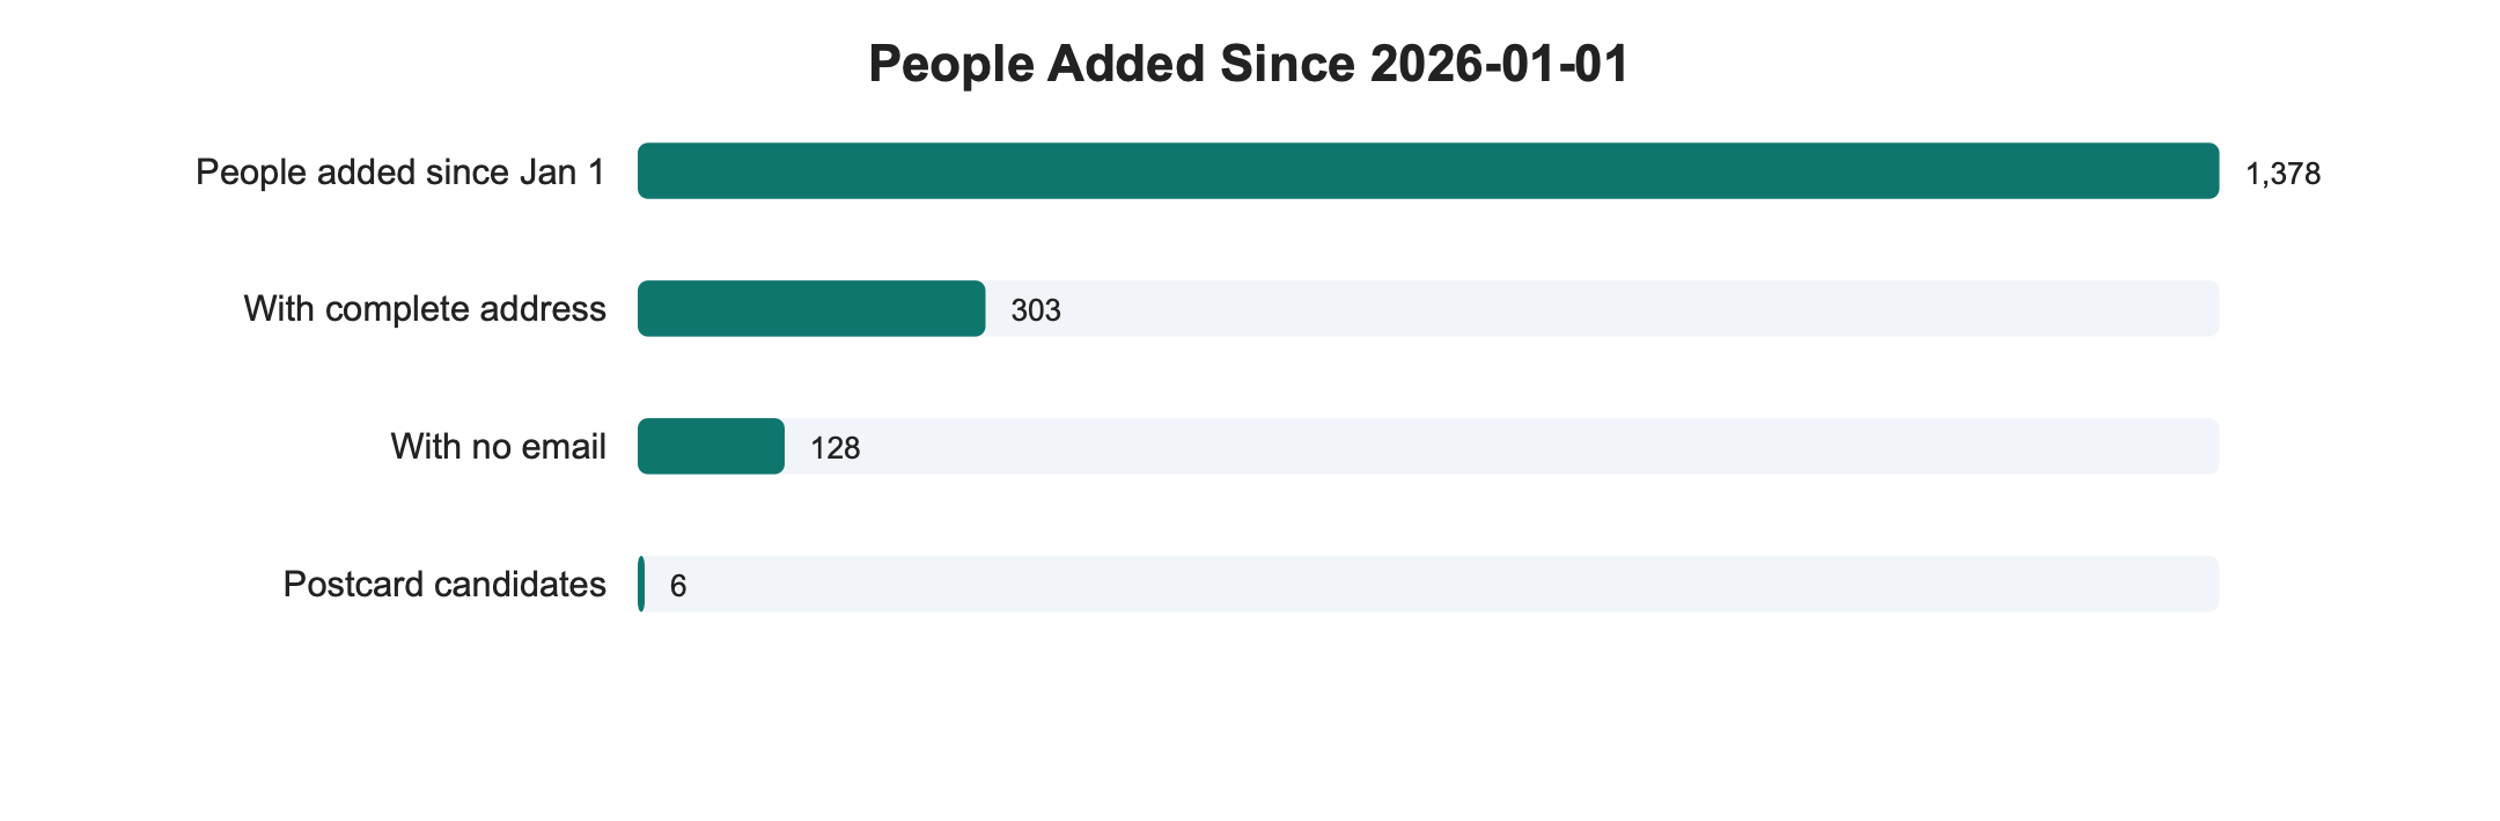 People Added Since 2026-01-01
People added since Jan 1 1,378
With complete address 303
With no email 128
Postcard candidates 6